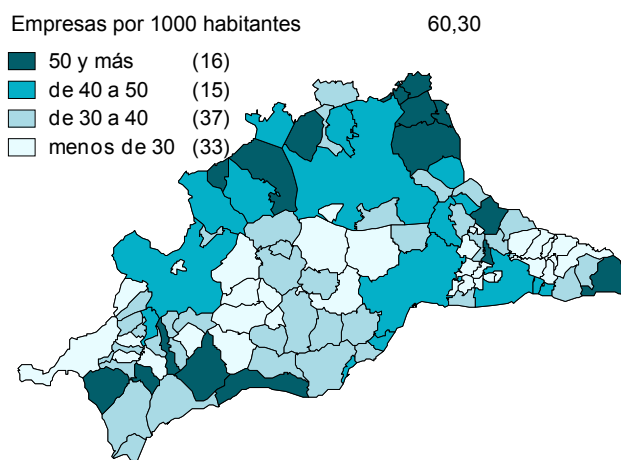 Empresas por 1000 habitantes 60,30
50 y más (16)
de 40 a 50 (15)
de 30 a 40 (37)
menos de 30 (33)